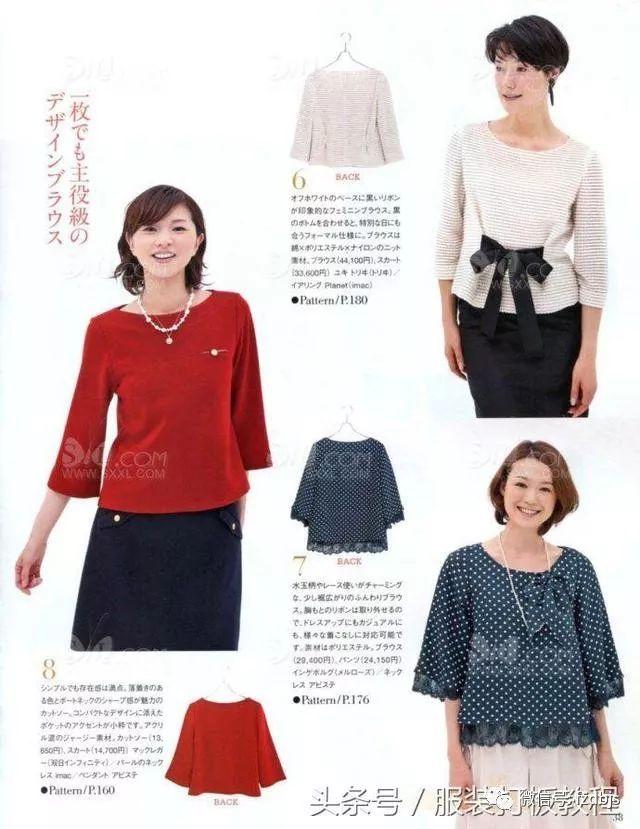 一枚でも主役級の
デザインブラウス
BACK
6
オフホワイトのベースに黒いリボン
が印象的なフェミニンブラウス。黒
のボトムを合わせると、特別な日にも
合うフォーマル仕様に。ブラウスは
綿×ポリエステル×ナイロンのニット
素材。ブラウス(44,100円)、スカート
(33,600円) ユキ トリヰ(トリヰ)/
イアリング Planet(imac)
●Pattern/P.180
BACK
7
水玉柄やレース使いがチャーミング
な、少し裾広がりのふんわりブラウ
ス。胸もとのリボンは取り外せるの
で、ドレスアップにもカジュアルにに
も、様々な着こなしに対応可能で
す。素材はポリエステル。ブラウス
(29,400円)、パンツ(24,150円)
インゲボルグ(メルローズ)/ネック
レス アビステ
●Pattern/P.176
8
シンプルでも存在感は満点。落着きのあ
る色とボートネックのシャープ感が魅力の
カットソー。コンパクトなデザインに添えた
ポケットのアクセントが小粋です。アクリ
ル混のジャージー素材。カットソー(13,
650円)、スカート(14,700円) マックレガ
ー(双日インフィニティ)/パールのネック
レス imac/ペンダント アビステ
●Pattern/P.160
BACK
SXXL.COM
WWW.SXXL.COM
头条号/服装打板教程
38